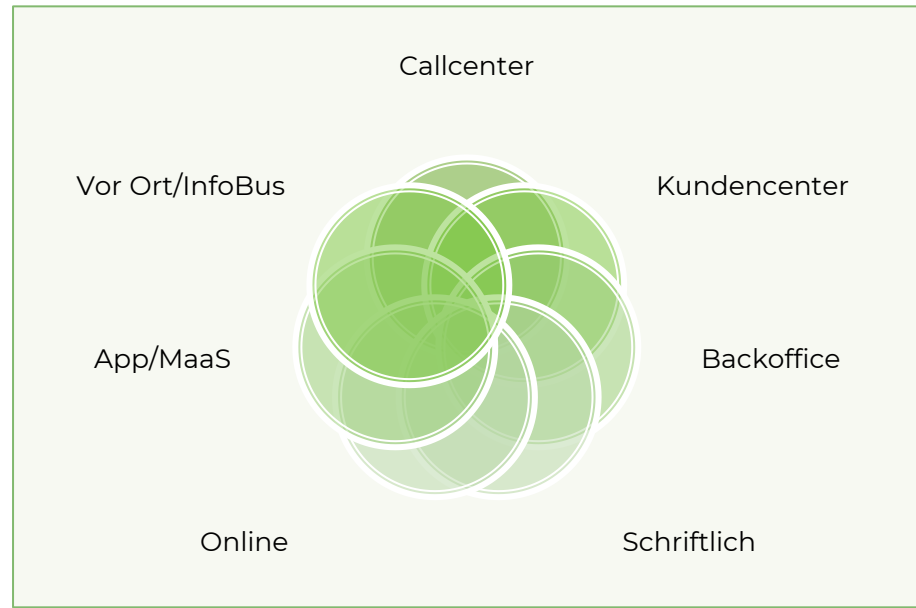 Callcenter
Vor Ort/InfoBus
Kundencenter
App/MaaS
Backoffice
Online
Schriftlich